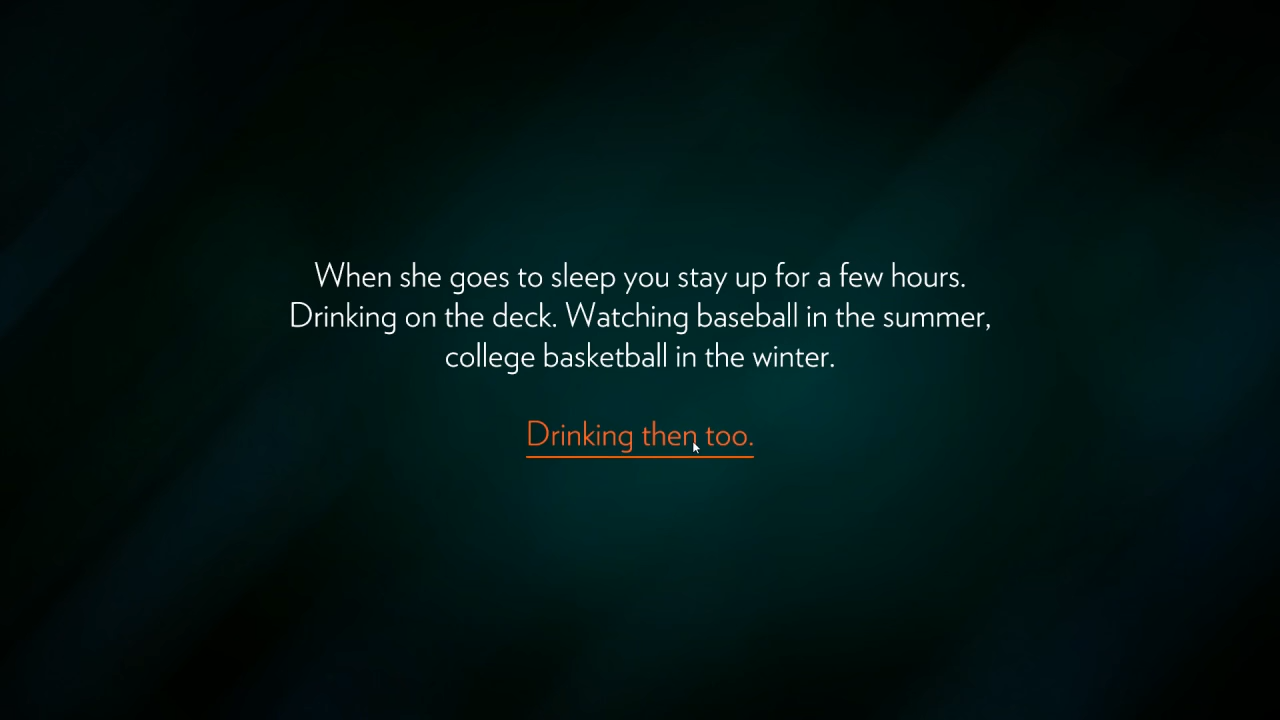 When she goes to sleep you stay up for a few hours.
Drinking on the deck. Watching baseball in the summer,
college basketball in the winter.
Drinking then too.